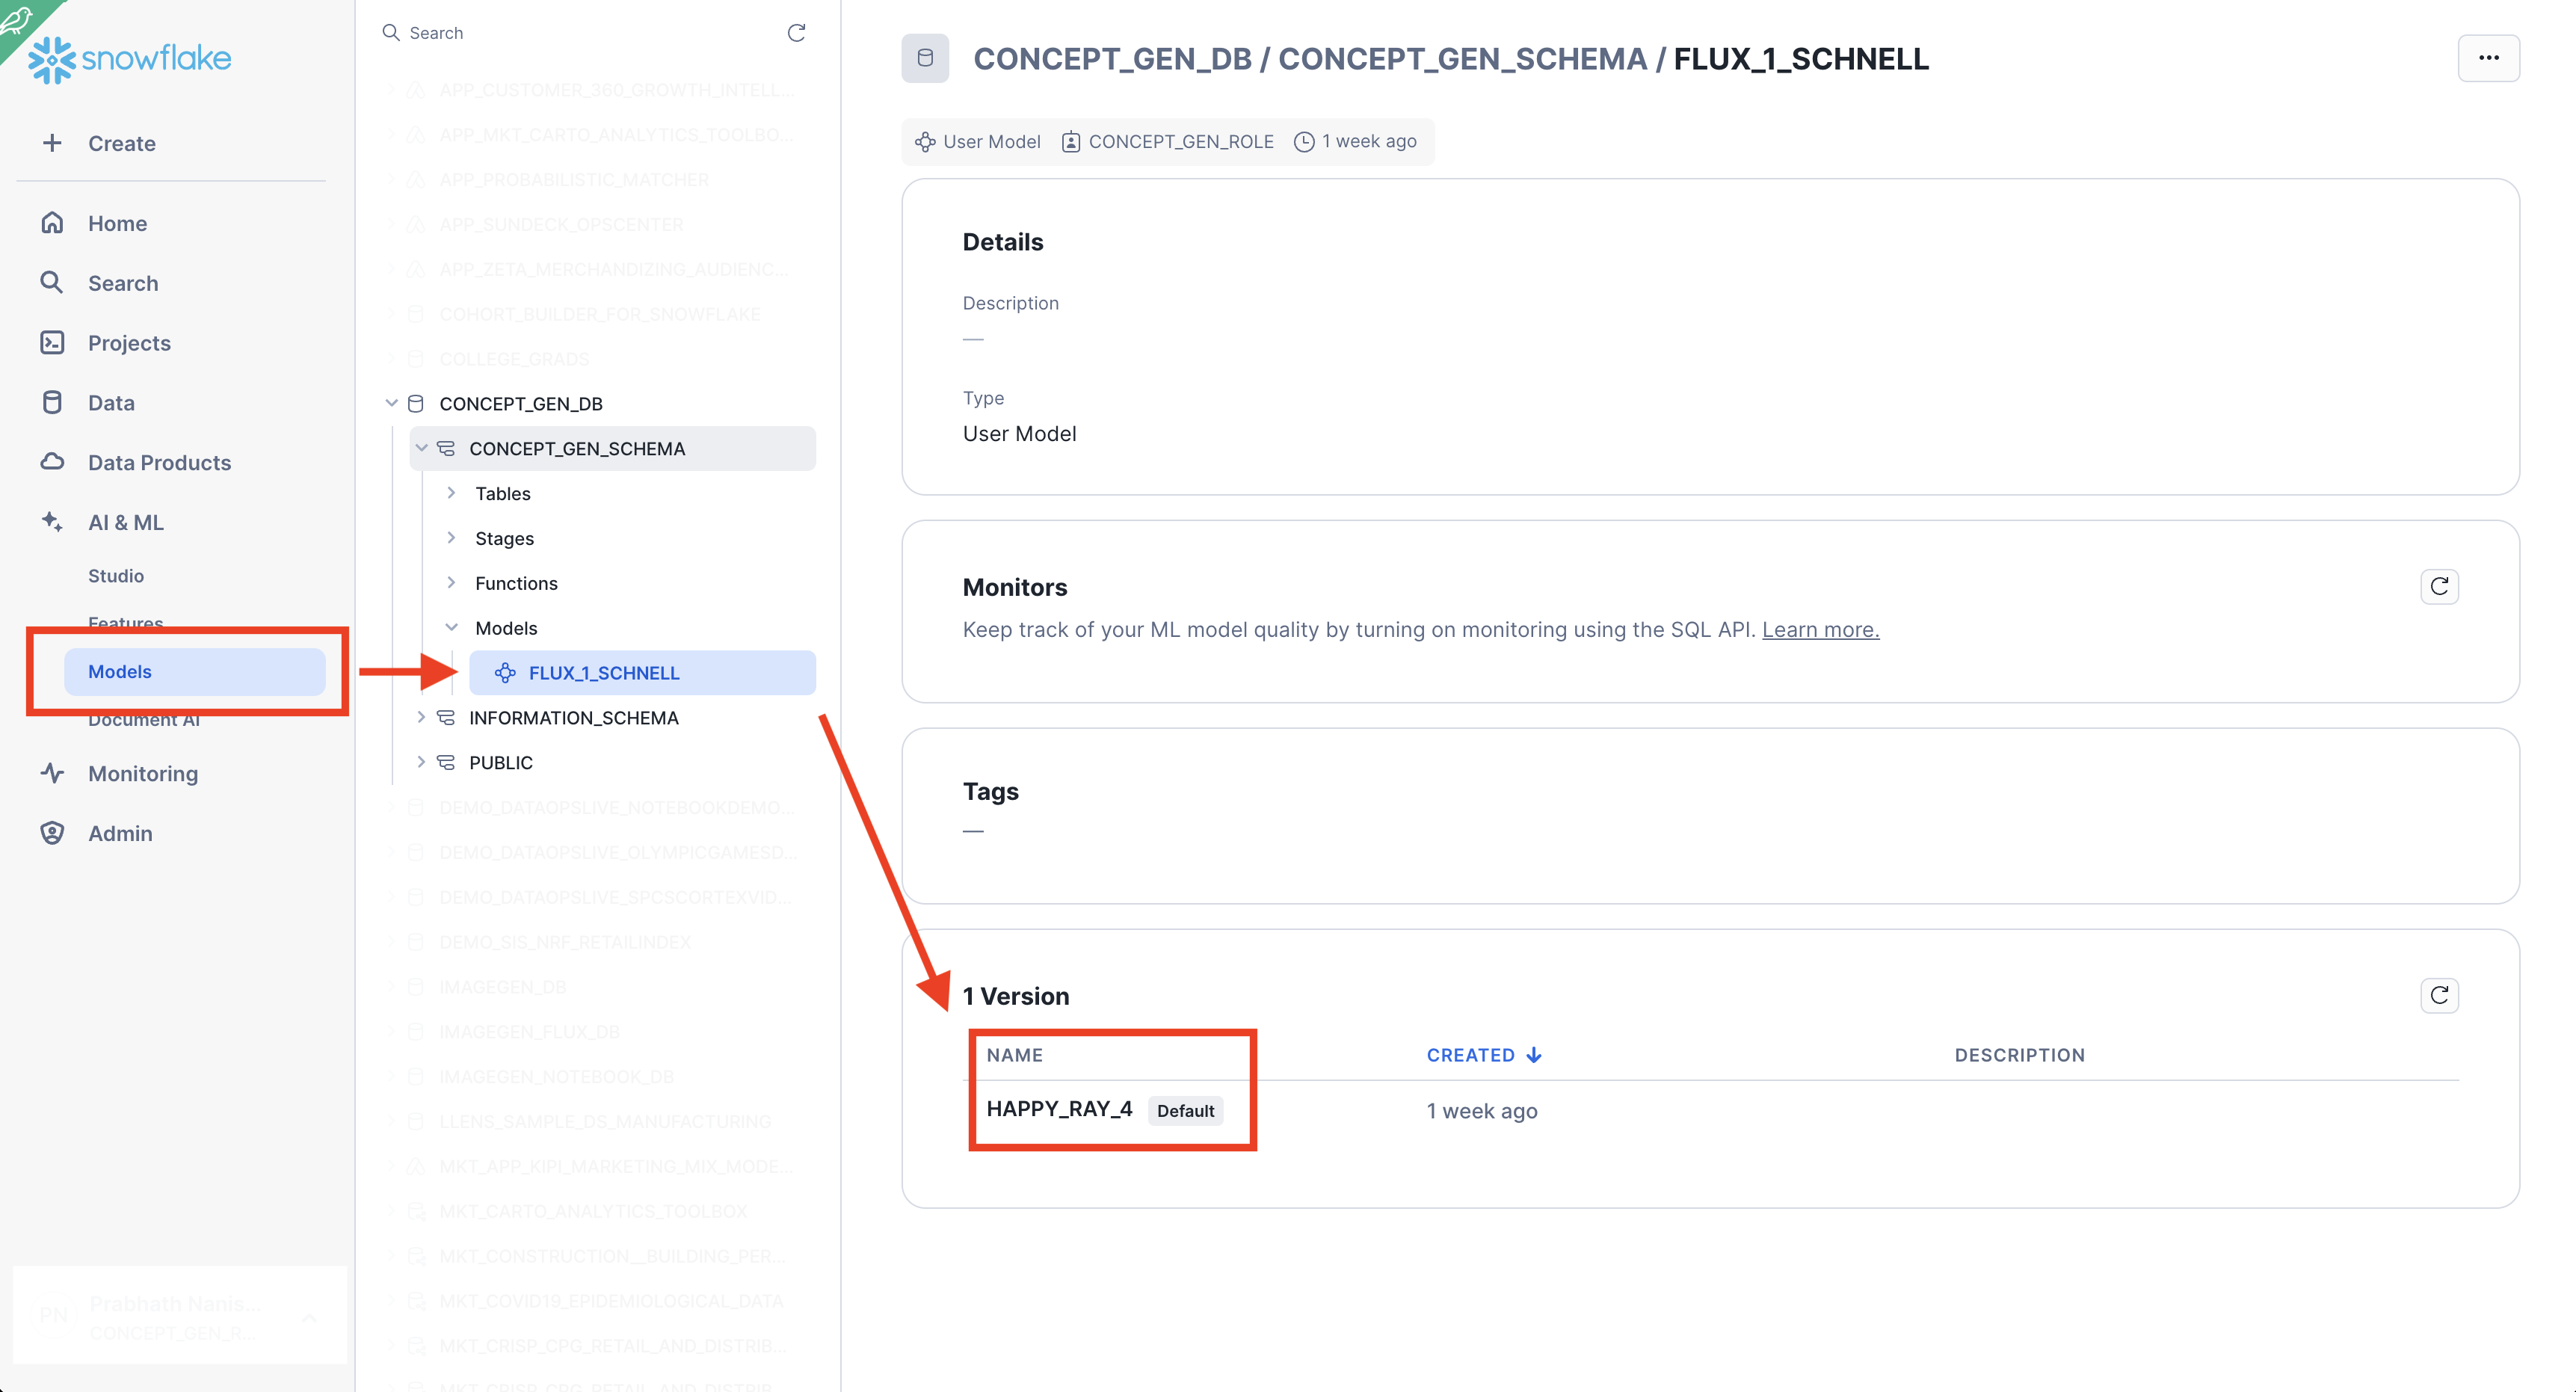 snowflake
Create
Home
Search
Projects
Data
Data Products
AI & ML
Studio
Features
Models
Document AI
Monitoring
Admin
PN
Prabhath Nanis...
CONCEPT_GEN_R...
Search
APP_CUSTOMER_360_GROWTH_INTELL...
APP_MKT_CARTO_ANALYTICS_TOOLBO...
APP_PROBABILISTIC_MATCHER
APP_SUNDECK_OPSCENTER
APP_ZETA_MERCHANDIZING_AUDIENC...
COHORT_BUILDER_FOR_SNOWFLAKE
COLLEGE_GRADS
CONCEPT_GEN_DB
CONCEPT_GEN_SCHEMA
Tables
Stages
Functions
Models
FLUX_1_SCHNELL
INFORMATION_SCHEMA
PUBLIC
DEMO_DATAOPSLIVE_NOTEBOOKDEMO...
DEMO_DATAOPSLIVE_OLYMPICGAMESD...
DEMO_DATAOPSLIVE_SPCSCORTEXVID...
DEMO_SIS_NRF_RETAILINDEX
IMAGEGEN_DB
IMAGEGEN_FLUX_DB
IMAGEGEN_NOTEBOOK_DB
LLENS_SAMPLE_DS_MANUFACTURING
MKT_APP_KIPI_MARKETING_MIX_MODE...
MKT_CARTO_ANALYTICS_TOOLBOX
MKT_CONSTRUCTION__BUILDING_PER...
MKT_COVID19_EPIDEMIOLOGICAL_DATA
MKT_CRISP_CPG_RETAIL_AND_DISTRIB...
MKT_CRISP_CPG_RETAIL_AND_DISTRIB...
CONCEPT_GEN_DB / CONCEPT_GEN_SCHEMA / FLUX_1_SCHNELL
User Model CONCEPT_GEN_ROLE 1 week ago
Details
Description
—
Type
User Model
Monitors
Keep track of your ML model quality by turning on monitoring using the SQL API. Learn more.
Tags
—
1 Version
NAME CREATED DESCRIPTION
HAPPY_RAY_4 Default 1 week ago